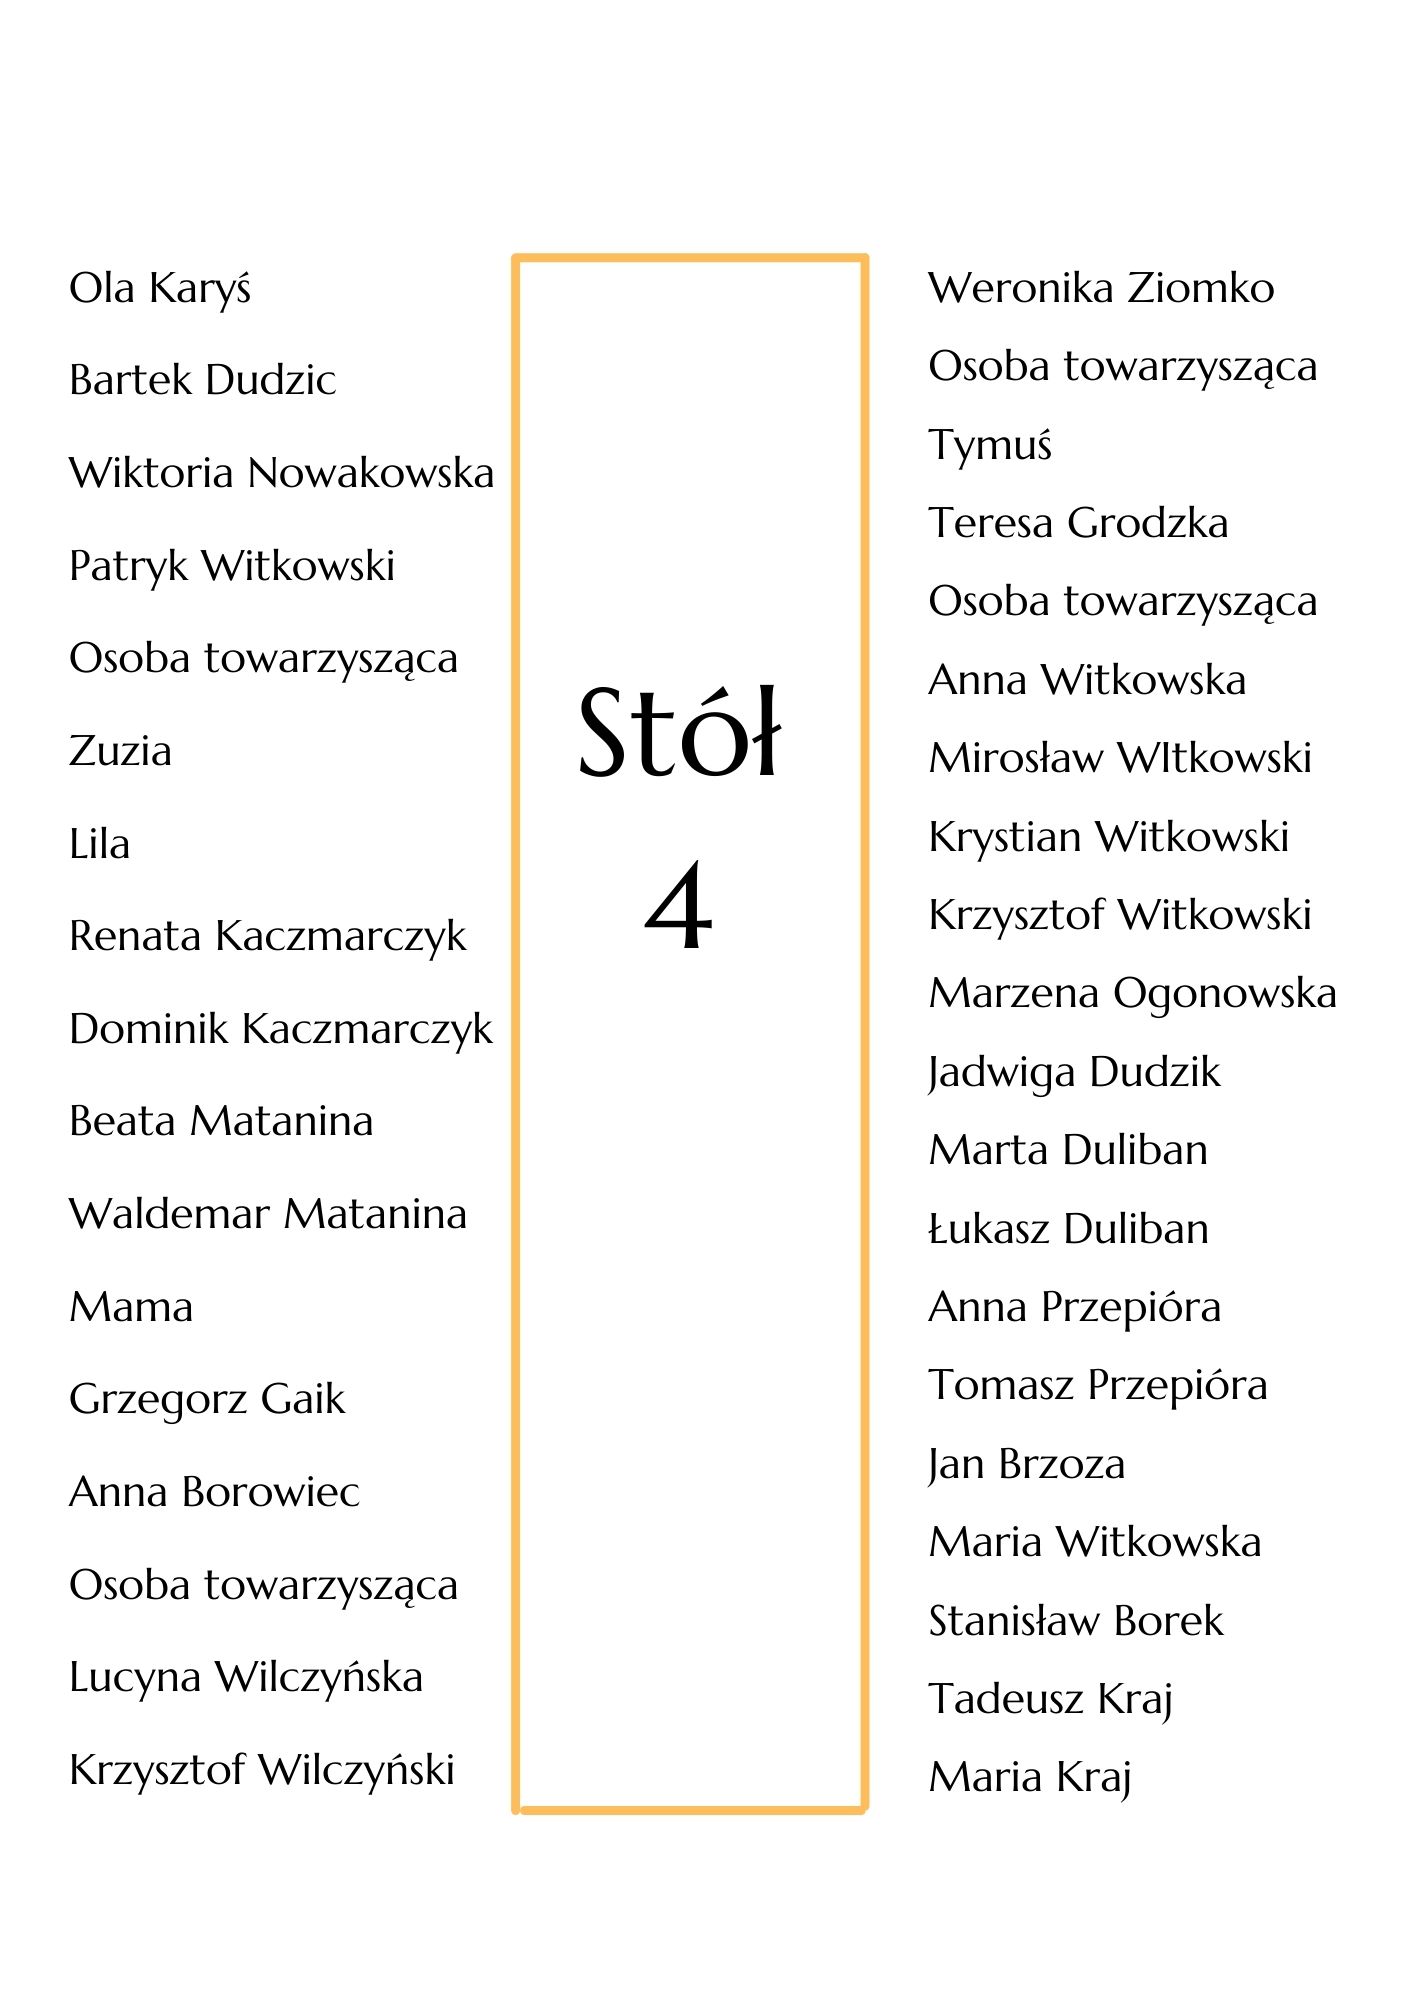 Ola Karyś
Bartek Dudzic
Wiktoria Nowakowska
Patryk Witkowski
Osoba towarzysząca
Zuzia
Lila
Renata Kaczmarczyk
Dominik Kaczmarczyk
Beata Matanina
Waldemar Matanina
Mama
Grzegorz Gaik
Anna Borowiec
Osoba towarzysząca
Lucyna Wilczyńska
Krzysztof Wilczyński
Stół
4
Weronika Ziomko
Osoba towarzysząca
Tymuś
Teresa Grodzka
Osoba towarzysząca
Anna Witkowska
Mirosław WItkowski
Krystian Witkowski
Krzysztof Witkowski
Marzena Ogonowska
Jadwiga Dudzik
Marta Duliban
Łukasz Duliban
Anna Przepióra
Tomasz Przepióra
Jan Brzoza
Maria Witkowska
Stanisław Borek
Tadeusz Kraj
Maria Kraj